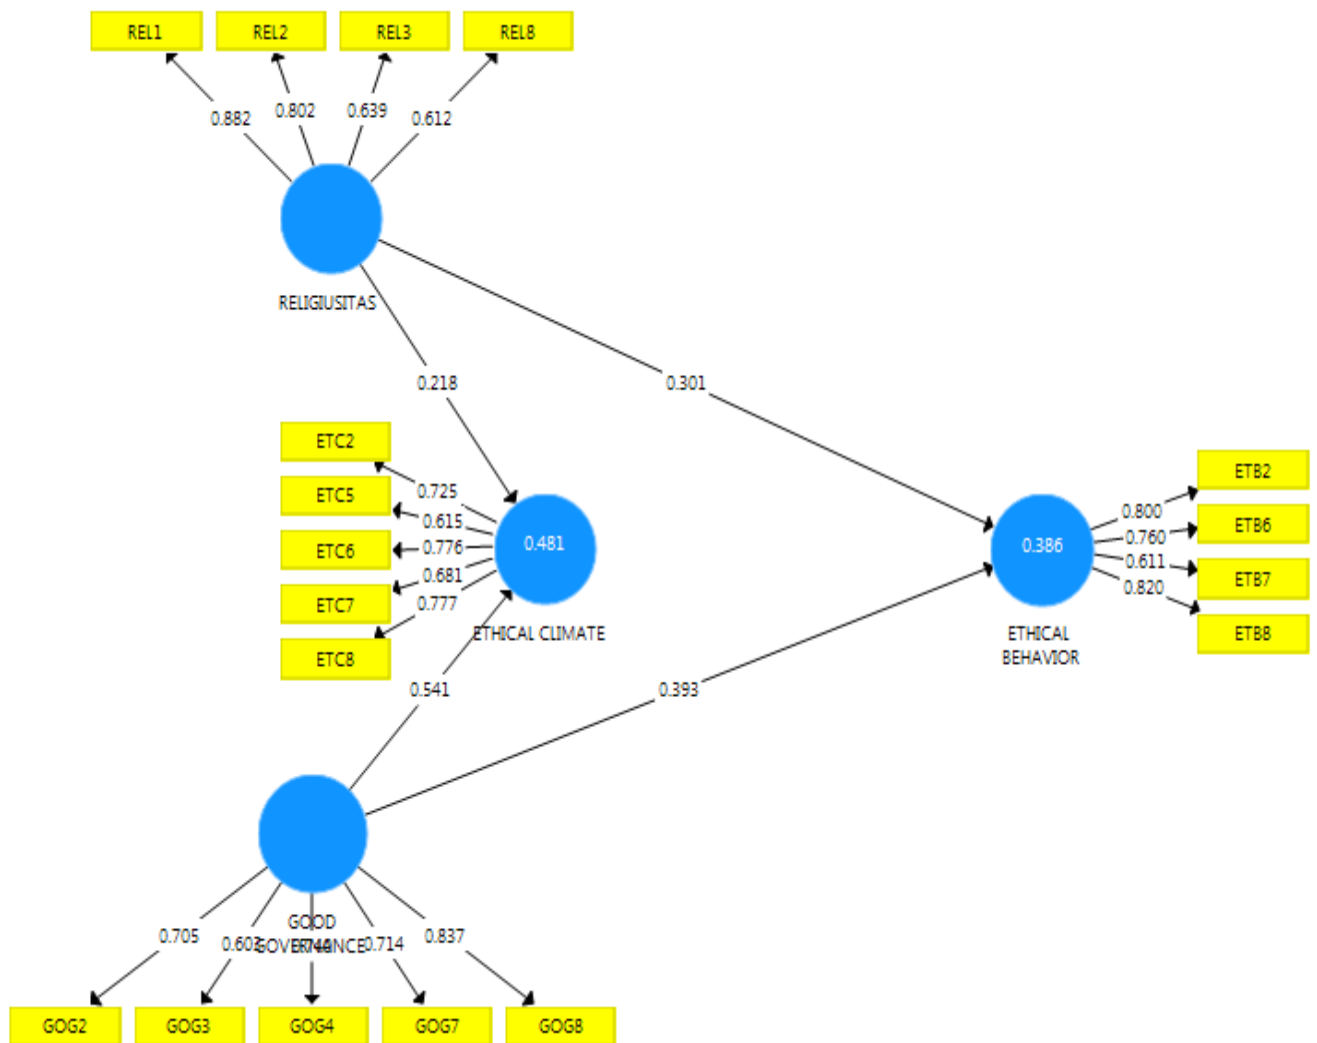 REL1 REL2 REL3 REL8
0.882 0.802 0.639 0.612
RELIGIUSITAS
0.218 0.301
ETC2
ETC5
ETC6
ETC7
ETC8
0.725
0.615
0.776
0.681
0.777
0.481
ETHICAL CLIMATE
0.386
ETHICAL
BEHAVIOR
0.800
0.760
0.611
0.820
ETB2
ETB6
ETB7
ETB8
0.541 0.393
GOOD
GOVERNANCE
0.705 0.714 0.837
GOG2 GOG3 GOG4 GOG7 GOG8